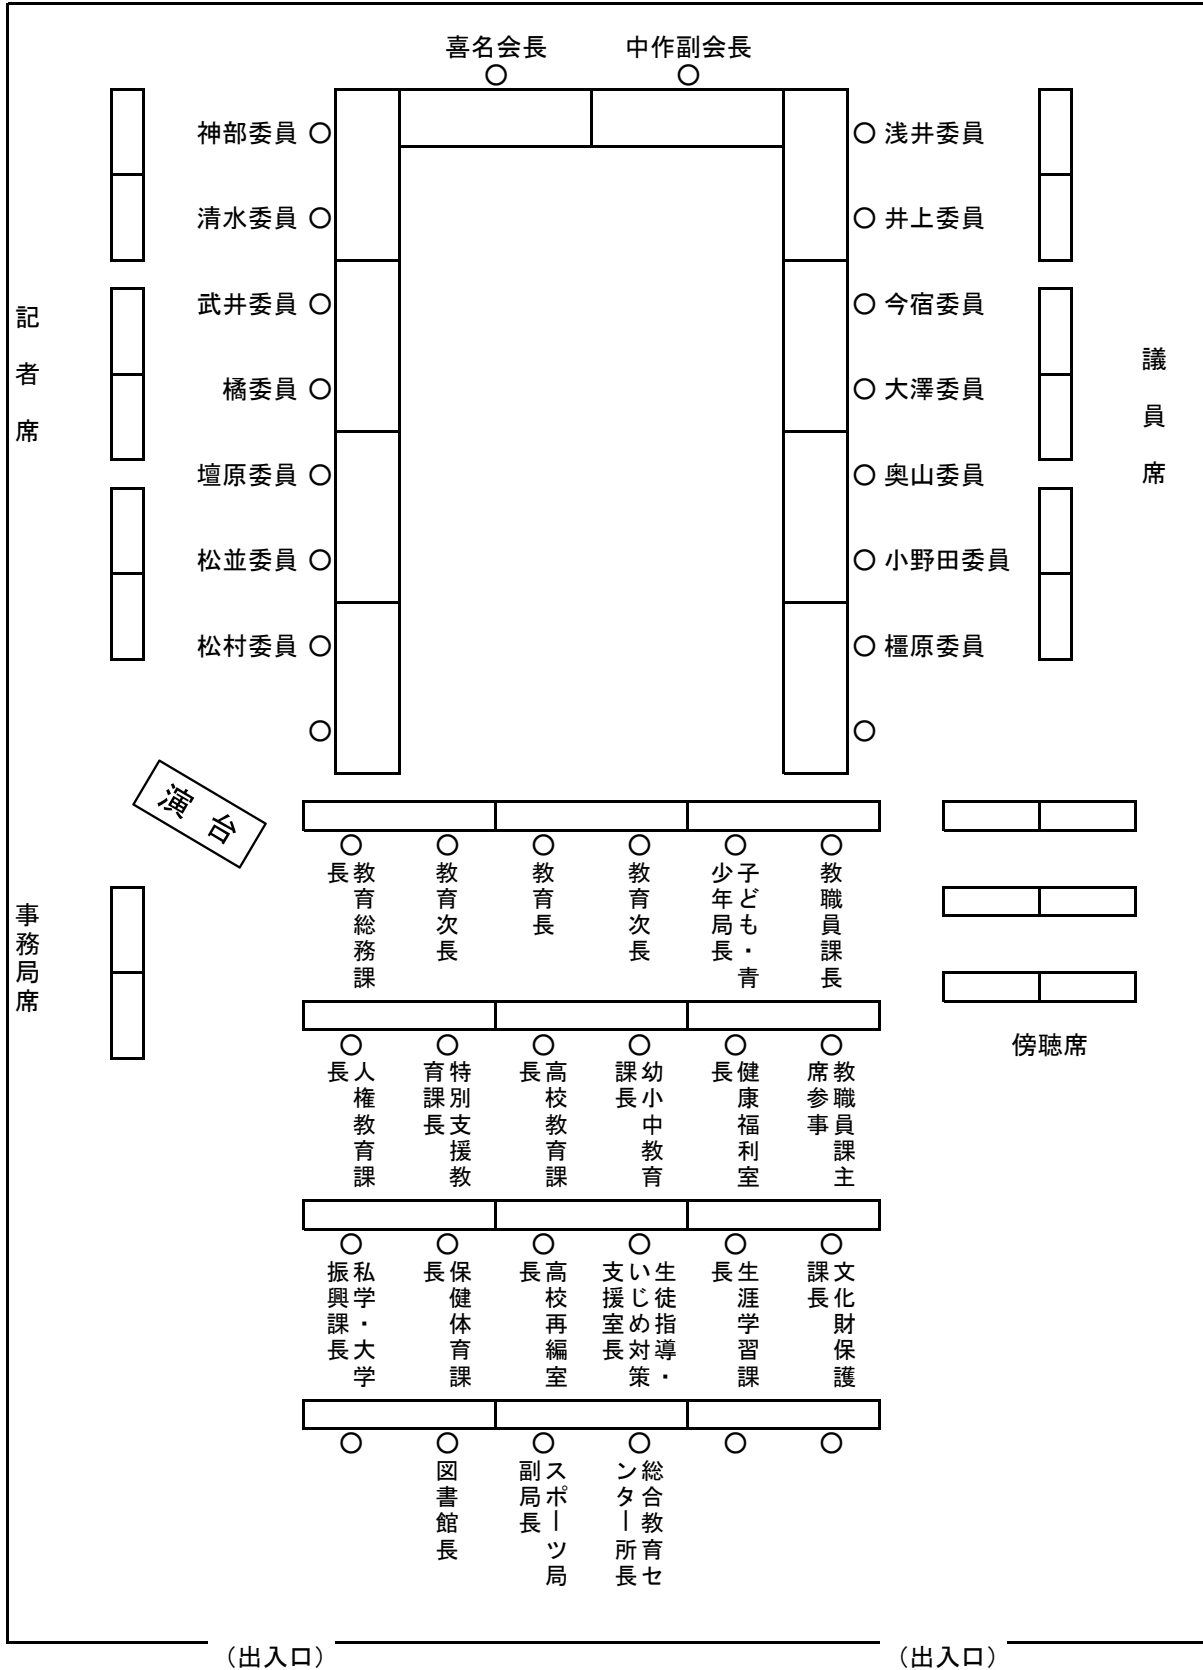 喜名会長
中作副会長
神部委員
浅井委員
清水委員
井上委員
武井委員
今宿委員
橘委員
大澤委員
壇原委員
奥山委員
松並委員
小野田委員
松村委員
橿原委員
記者席
議員席
演台
事務局席
教育総務課
長
教育次長
教育長
教育次長
子ども・青
少年局長
教職員課長
人権教育課
長
特別支援教
育課長
高校教育課
長
幼小中教育
課長
健康福利室
長
教職員課主
席参事
傍聴席
私学・大学
振興課長
保健体育課
長
高校再編室
長
生徒指導・
いじめ対策
支援室長
生涯学習課
長
文化財保護
課長
図書館長
スポーツ局
副局長
総合教育セ
ンター所長
（出入口）
（出入口）